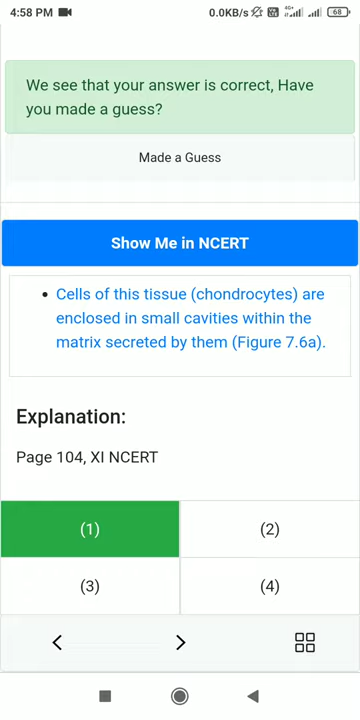 4:58 PM
0.0KB/s 4G+ 68
We see that your answer is correct, Have
you made a guess?
Made a Guess
Show Me in NCERT
• Cells of this tissue (chondrocytes) are
enclosed in small cavities within the
matrix secreted by them (Figure 7.6a).
Explanation:
Page 104, XI NCERT
(1) (2)
(3) (4)